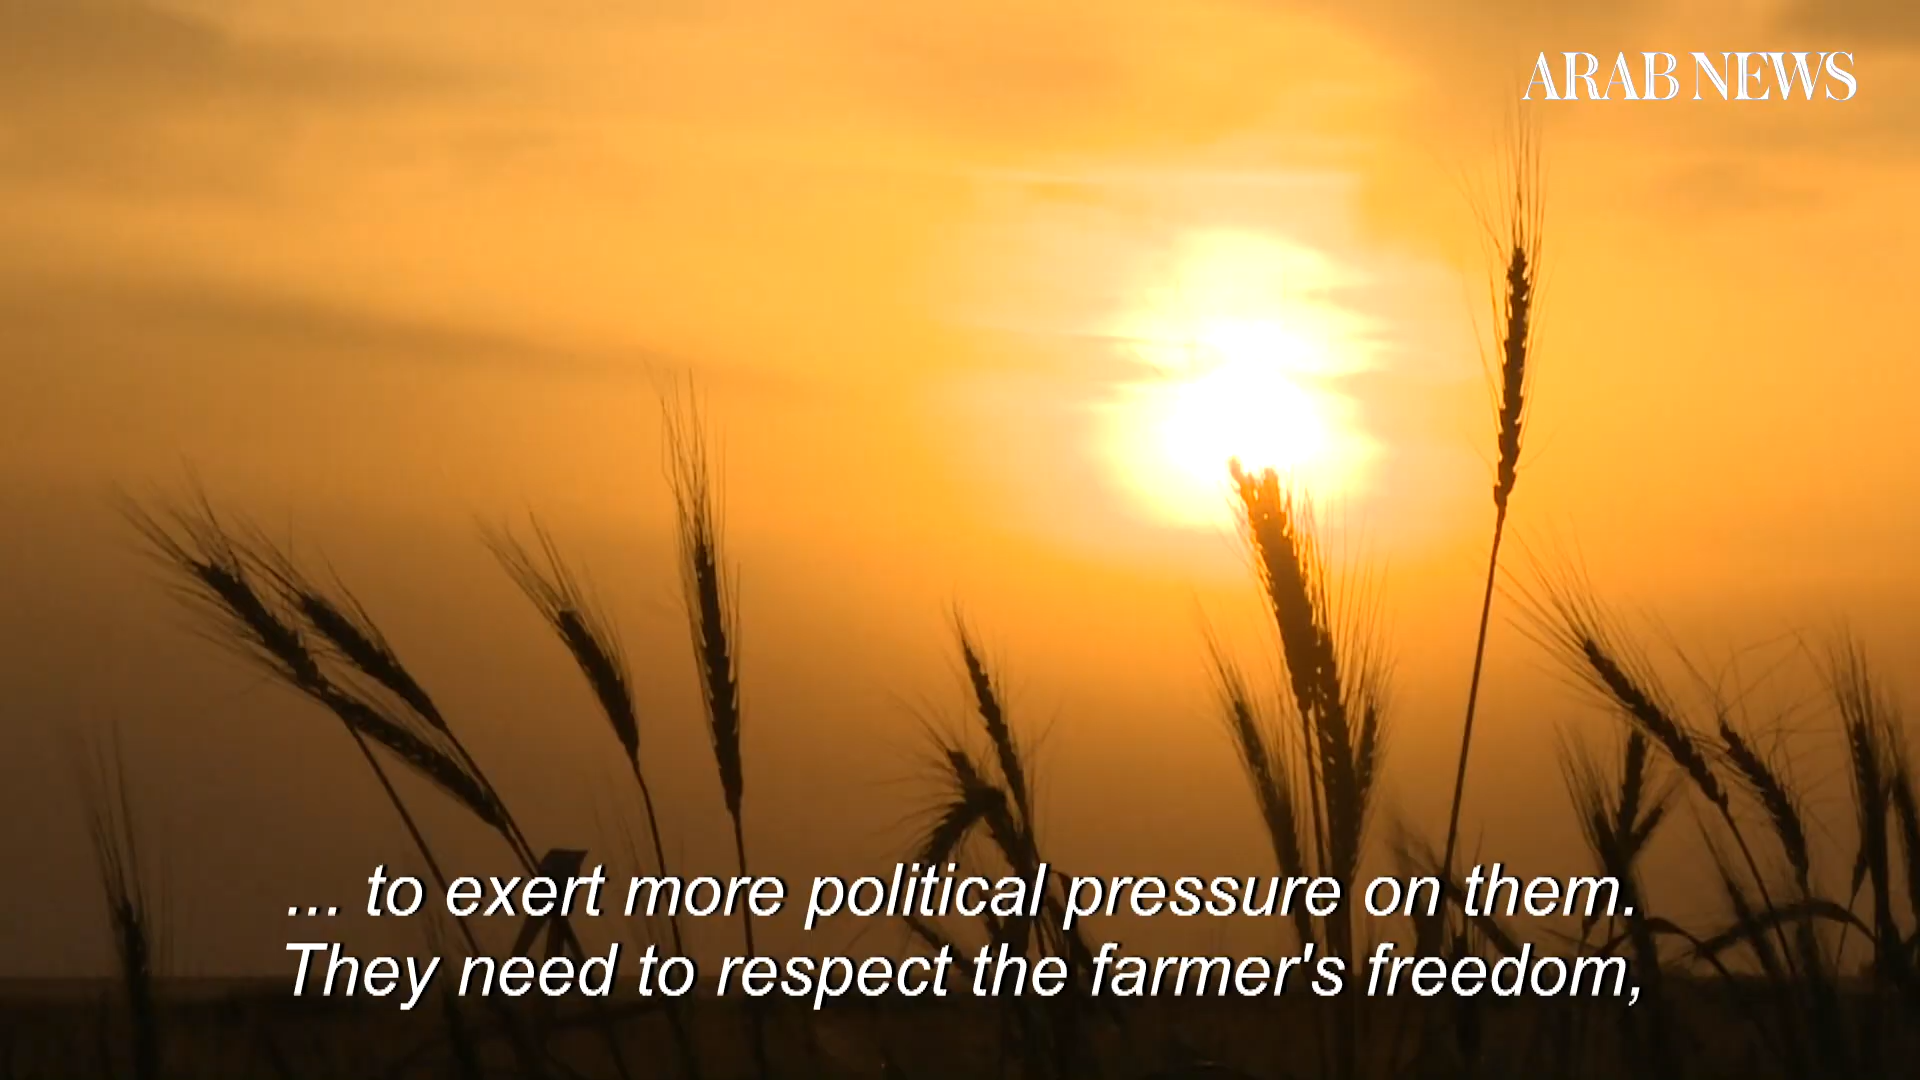 ARAB NEWS
... to exert more political pressure on them.
They need to respect the farmer's freedom,